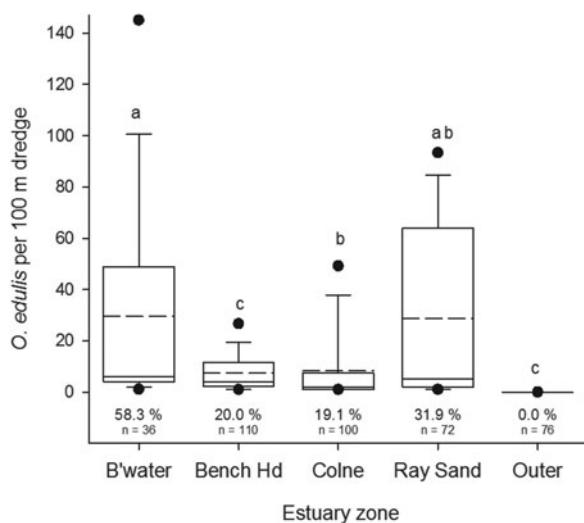 O. edulis per 100 m dredge
140
120
100
80
60
40
20
0
a
c
b
a b
c
58.3 % 20.0 % 19.1 % 31.9 % 0.0 %
n = 36 n = 110 n = 100 n = 72 n = 76
B'water Bench Hd Colne Ray Sand Outer
Estuary zone